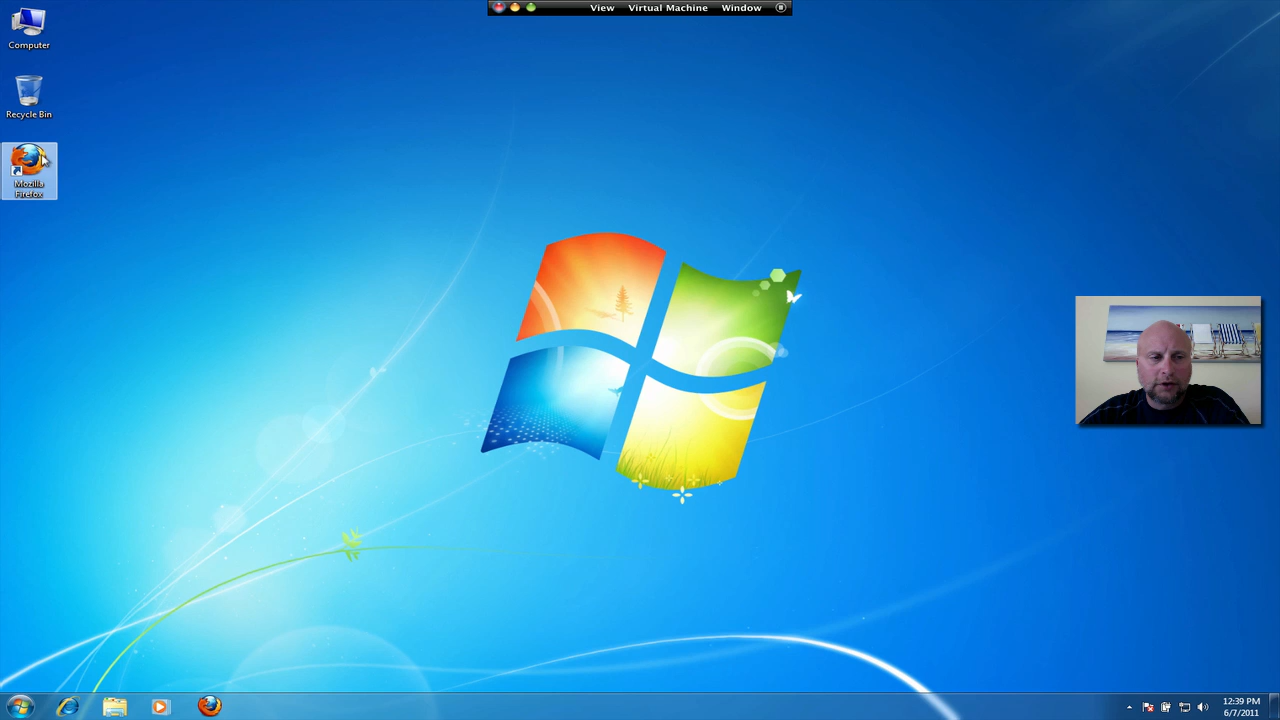 View Virtual Machine Window
Computer
Recycle Bin
Mozilla
Firefox
12:39 PM
6/7/2011